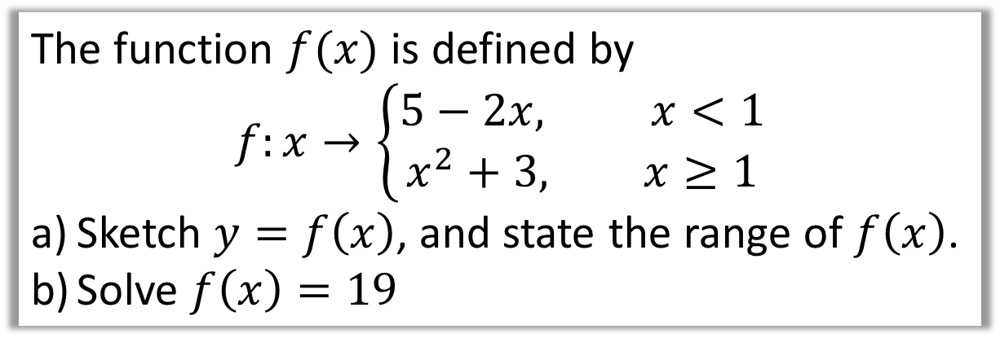 The function f(x) is defined by
f: x → { 5 − 2x, x < 1
x² + 3, x ≥ 1
a) Sketch y = f(x), and state the range of f(x).
b) Solve f(x) = 19